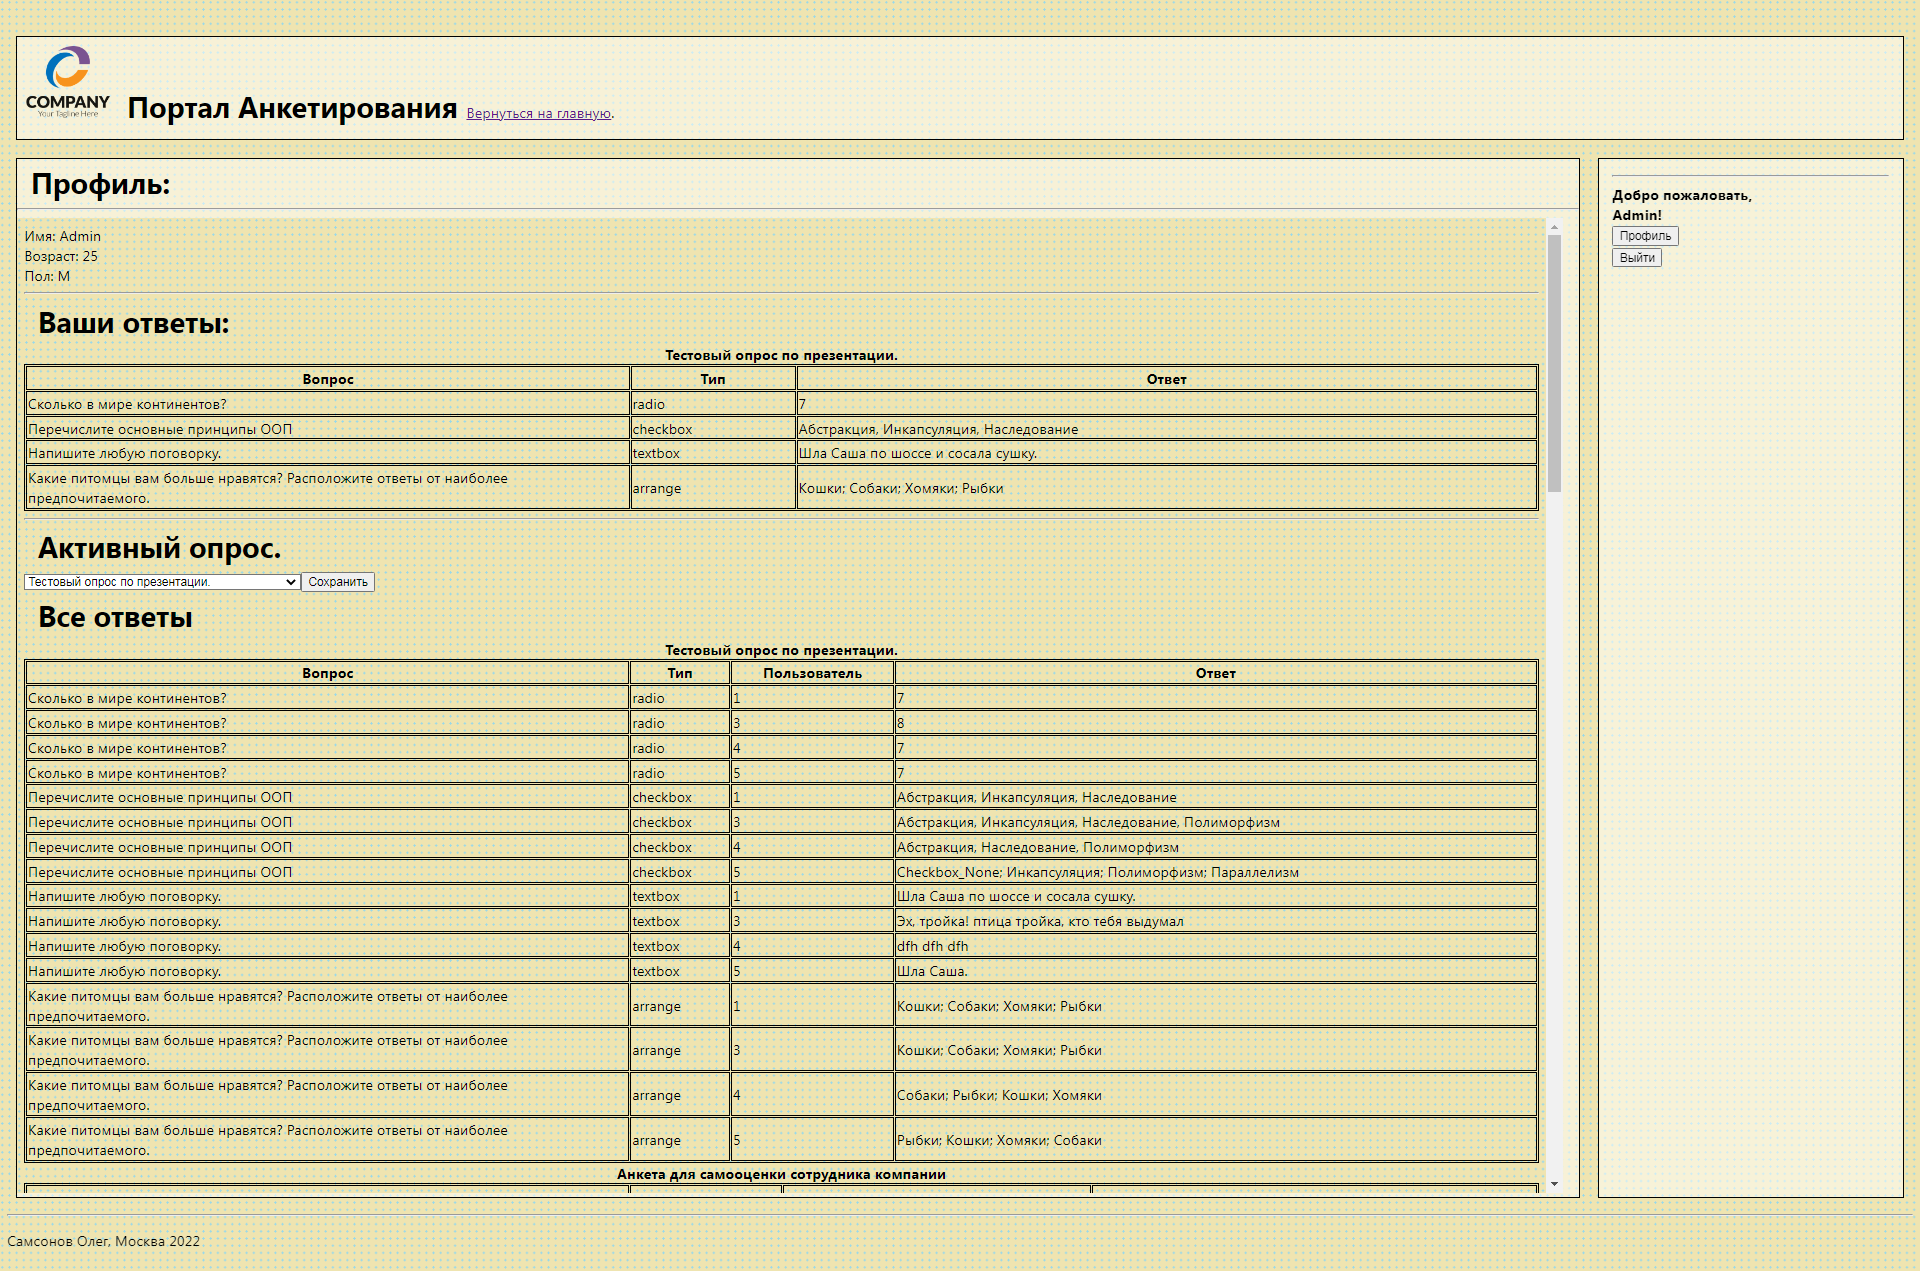 COMPANY
Your Tagline Here
Портал Анкетирования Вернуться на главную.
Профиль:
Имя: Admin
Возраст: 25
Пол: М
Ваши ответы:
Тестовый опрос по презентации.
Вопрос Тип Ответ
Сколько в мире континентов? radio 7
Перечислите основные принципы ООП checkbox Абстракция, Инкапсуляция, Наследование
Напишите любую поговорку. textbox Шла Саша по шоссе и сосала сушку.
Какие питомцы вам больше нравятся? Расположите ответы от наиболее
предпочитаемого. arrange Кошки; Собаки; Хомяки; Рыбки
Активный опрос.
Тестовый опрос по презентации. Сохранить
Все ответы
Тестовый опрос по презентации.
Вопрос Тип Пользователь Ответ
Сколько в мире континентов? radio 1 7
Сколько в мире континентов? radio 3 8
Сколько в мире континентов? radio 4 7
Сколько в мире континентов? radio 5 7
Перечислите основные принципы ООП checkbox 1 Абстракция, Инкапсуляция, Наследование
Перечислите основные принципы ООП checkbox 3 Абстракция, Инкапсуляция, Наследование, Полиморфизм
Перечислите основные принципы ООП checkbox 4 Абстракция, Наследование, Полиморфизм
Перечислите основные принципы ООП checkbox 5 Checkbox_None; Инкапсуляция; Полиморфизм; Параллелизм
Напишите любую поговорку. textbox 1 Шла Саша по шоссе и сосала сушку.
Напишите любую поговорку. textbox 3 Эх, тройка! птица тройка, кто тебя выдумал
Напишите любую поговорку. textbox 4 dfh dfh dfh
Напишите любую поговорку. textbox 5 Шла Саша.
Какие питомцы вам больше нравятся? Расположите ответы от наиболее
предпочитаемого. arrange 1 Кошки; Собаки; Хомяки; Рыбки
Какие питомцы вам больше нравятся? Расположите ответы от наиболее
предпочитаемого. arrange 3 Кошки; Собаки; Хомяки; Рыбки
Какие питомцы вам больше нравятся? Расположите ответы от наиболее
предпочитаемого. arrange 4 Собаки; Рыбки; Кошки; Хомяки
Какие питомцы вам больше нравятся? Расположите ответы от наиболее
предпочитаемого. arrange 5 Рыбки; Кошки; Хомяки; Собаки
Анкета для самооценки сотрудника компании
Добро пожаловать,
Admin!
Профиль
Выйти
Самсонов Олег, Москва 2022